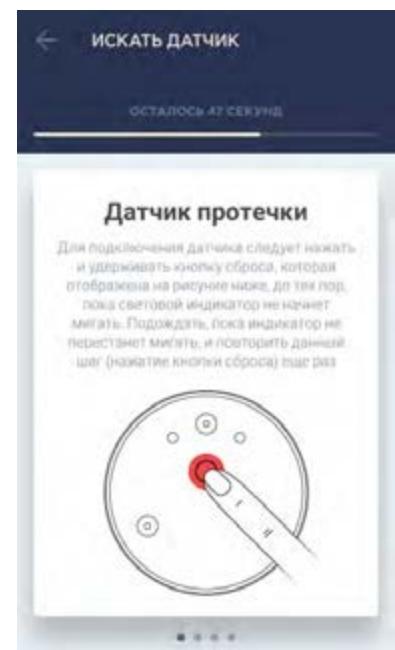 ИСКАТЬ ДАТЧИК
ОСТАЛОСЬ 47 СЕКУНД
Датчик протечки
Для подключения датчика следует нажать
и удерживать кнопку сброса, которая
отображена на рисунке ниже, до тех пор,
пока световой индикатор не начнет
мигать. Подождать, пока индикатор не
перестанет мигать, и повторить данный
шаг (нажатие кнопки сброса) еще раз